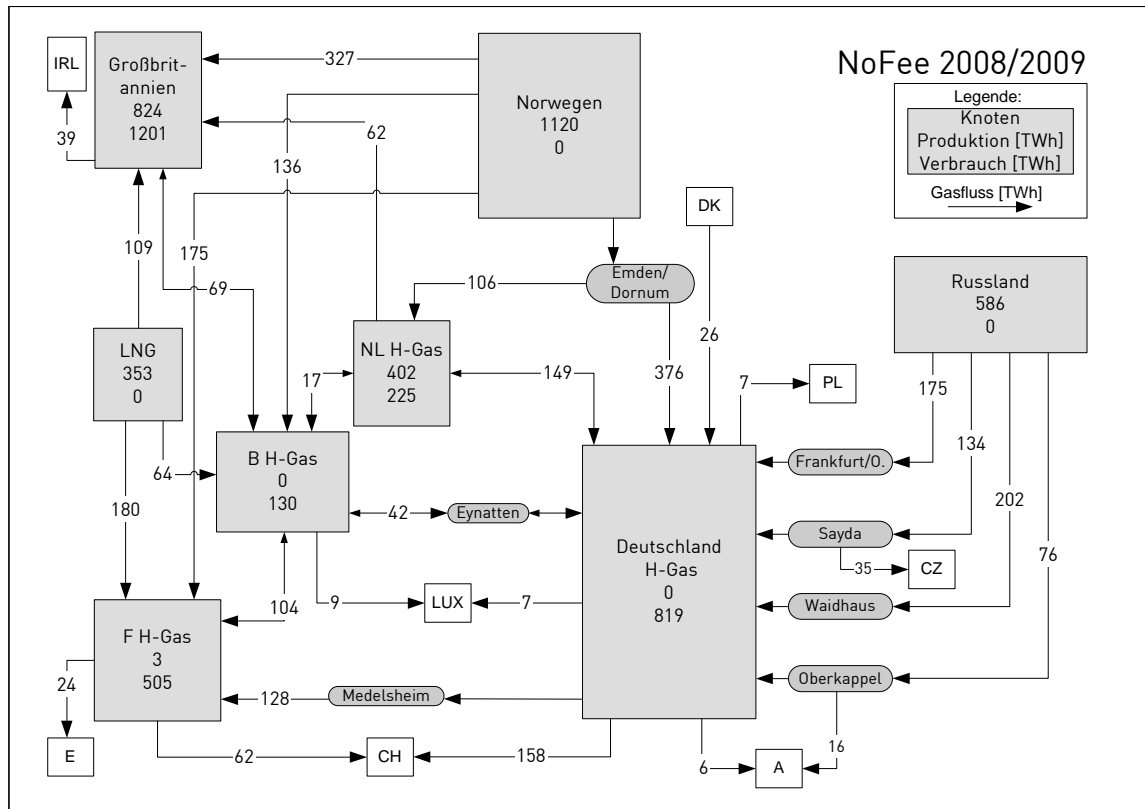 NoFee 2008/2009
Legende:
Knoten
Produktion [TWh]
Verbrauch [TWh]
Gasfluss [TWh]
IRL
Großbrit-
annien
824
1201
327
Norwegen
1120
0
39
62
136
DK
109
175
69
106
Emden/
Dornum
Russland
586
0
26
LNG
353
0
NL H-Gas
402
225
17
149
376
7
PL
175
134
202
76
64
B H-Gas
0
130
Frankfurt/O.
180
42
Eynatten
Deutschland
H-Gas
0
819
Sayda
35
CZ
104
9
LUX
7
Waidhaus
F H-Gas
3
505
24
128
Medelsheim
Oberkappel
E
62
CH
158
6
A
16